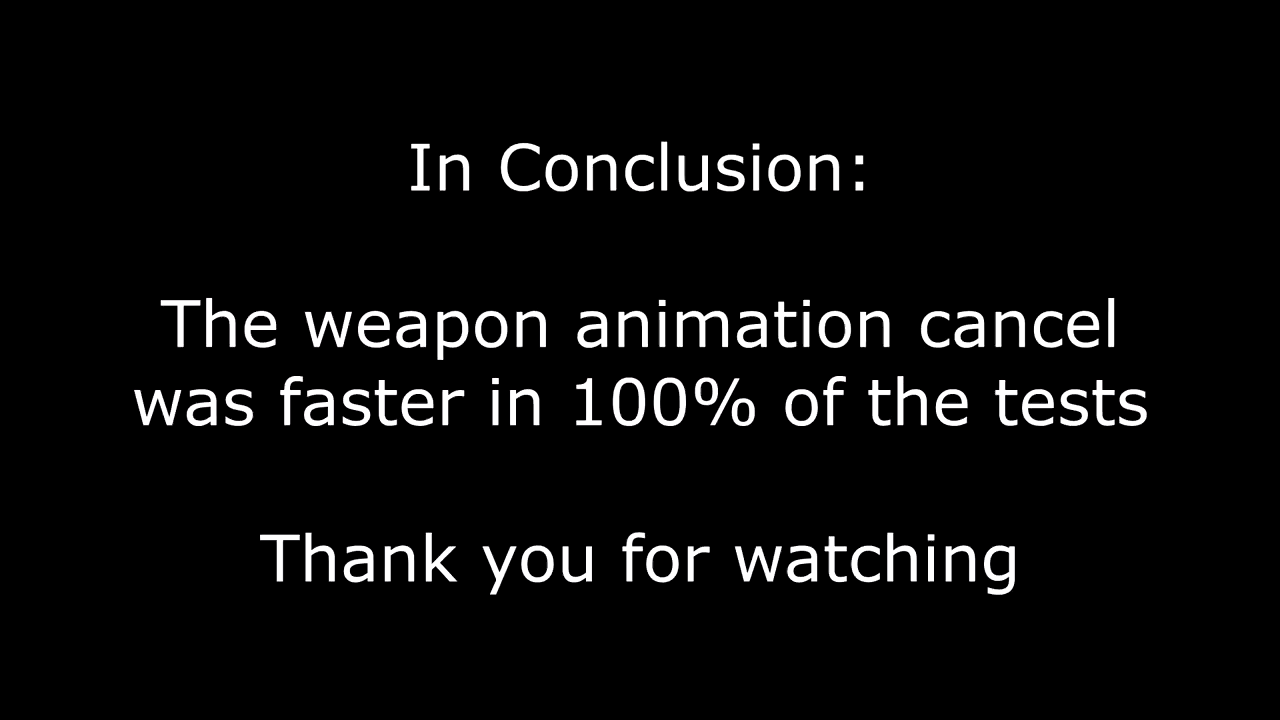 In Conclusion:
The weapon animation cancel
was faster in 100% of the tests
Thank you for watching